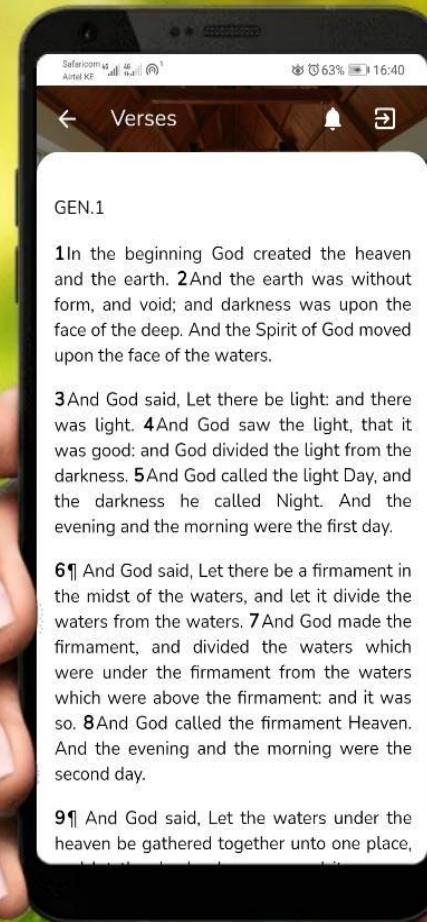 Safaricom 4G 4G 1
Airtel KE
63% 16:40
Verses
GEN.1
1In the beginning God created the heaven
and the earth. 2And the earth was without
form, and void; and darkness was upon the
face of the deep. And the Spirit of God moved
upon the face of the waters.
3And God said, Let there be light: and there
was light. 4And God saw the light, that it
was good: and God divided the light from the
darkness. 5And God called the light Day, and
the darkness he called Night. And the
evening and the morning were the first day.
6¶ And God said, Let there be a firmament in
the midst of the waters, and let it divide the
waters from the waters. 7And God made the
firmament, and divided the waters which
were under the firmament from the waters
which were above the firmament: and it was
so. 8And God called the firmament Heaven.
And the evening and the morning were the
second day.
9¶ And God said, Let the waters under the
heaven be gathered together unto one place,